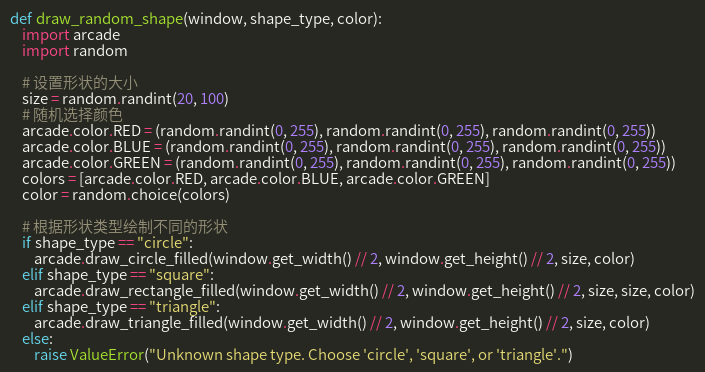 def draw_random_shape(window, shape_type, color):
    import arcade
    import random

    # 设置形状的大小
    size = random.randint(20, 100)
    # 随机选择颜色
    arcade.color.RED = (random.randint(0, 255), random.randint(0, 255), random.randint(0, 255))
    arcade.color.BLUE = (random.randint(0, 255), random.randint(0, 255), random.randint(0, 255))
    arcade.color.GREEN = (random.randint(0, 255), random.randint(0, 255), random.randint(0, 255))
    colors = [arcade.color.RED, arcade.color.BLUE, arcade.color.GREEN]
    color = random.choice(colors)

    # 根据形状类型绘制不同的形状
    if shape_type == "circle":
        arcade.draw_circle_filled(window.get_width() // 2, window.get_height() // 2, size, color)
    elif shape_type == "square":
        arcade.draw_rectangle_filled(window.get_width() // 2, window.get_height() // 2, size, size, color)
    elif shape_type == "triangle":
        arcade.draw_triangle_filled(window.get_width() // 2, window.get_height() // 2, size, color)
    else:
        raise ValueError("Unknown shape type. Choose 'circle', 'square', or 'triangle'.")